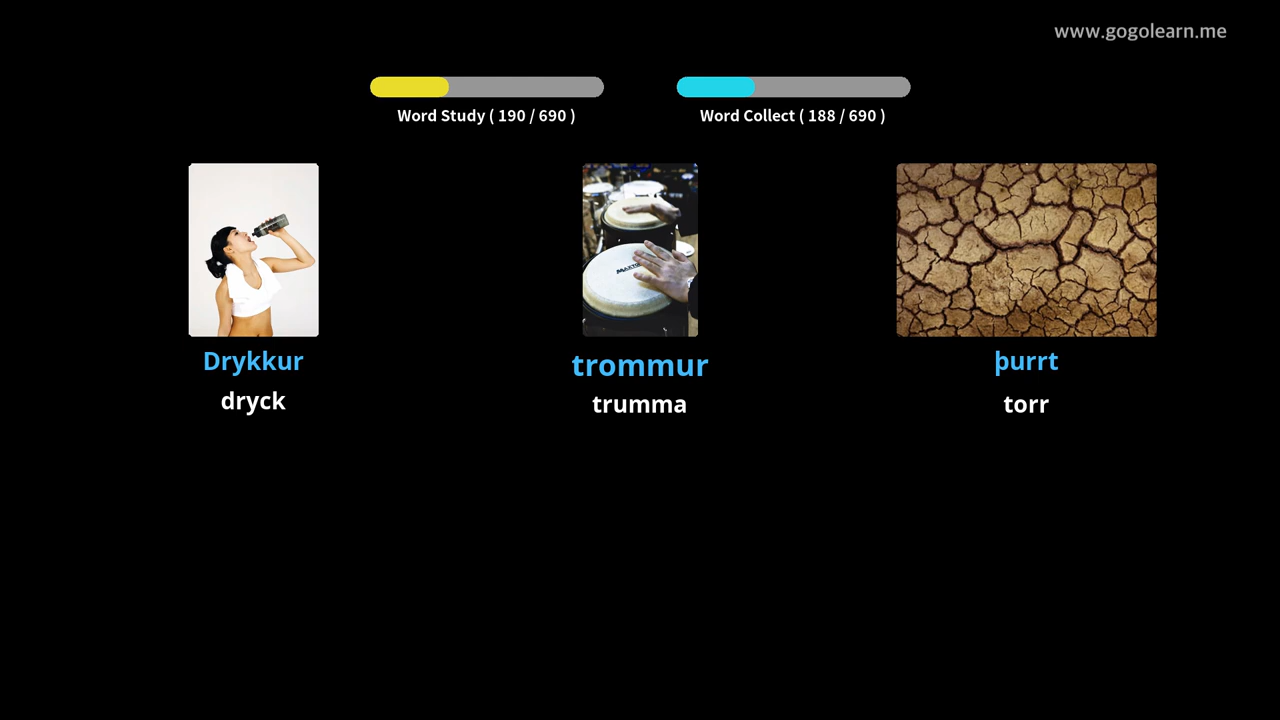 www.gogolearn.me
Word Study ( 190 / 690 )
Word Collect ( 188 / 690 )
Drykkur
dryck
trommur
trumma
þurrt
torr